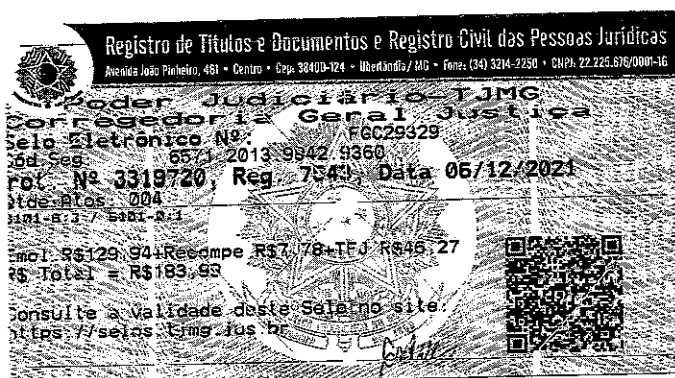 Registro de Títulos e Documentos e Registro Civil das Pessoas Jurídicas
Avenida João Pinheiro, 461 • Centro • Cep: 38400-124 • Uberlândia/ MG • Fone: (34) 3214-2250 • CNPJ: 22.225.676/0001-16
Poder Judiciário-TJMG
Corregedoria Geral Justiça
Selo Eletronico Nº: FGC29329
Cód Seg. 6571 2013 9942 9360
Prot. Nº 3319720, Reg. Data 06/12/2021
Qtde Atos: 004
Emol R$129,94+Recompe R$7,78+TFJ R$46,27
R$ Total = R$183,93
Consulte a validade deste Selo no site:
https://selos.tjmg.jus.br